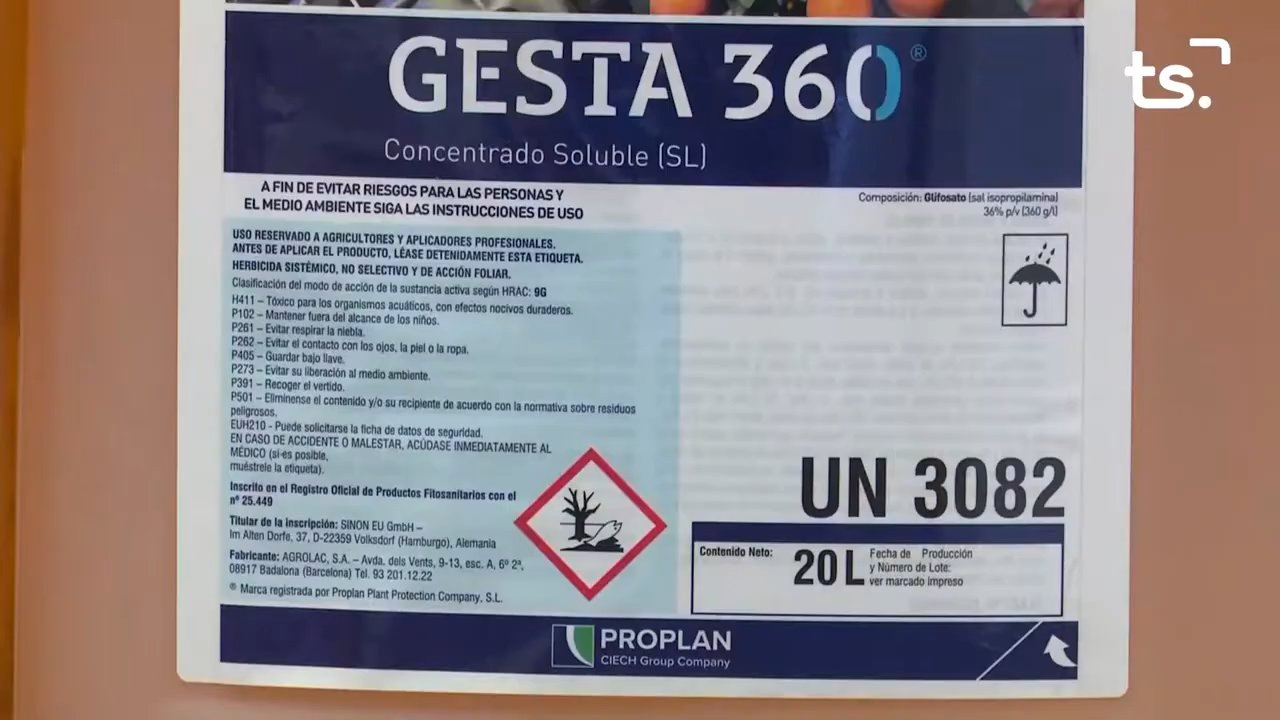 GESTA 360®
ts.
Concentrado Soluble (SL)
A FIN DE EVITAR RIESGOS PARA LAS PERSONAS Y
EL MEDIO AMBIENTE SIGA LAS INSTRUCCIONES DE USO
Composición: Glifosato (sal isopropilamina)
36% p/v (360 g/l)
USO RESERVADO A AGRICULTORES Y APLICADORES PROFESIONALES.
ANTES DE APLICAR EL PRODUCTO, LÉASE DETENIDAMENTE ESTA ETIQUETA.
HERBICIDA SISTÉMICO, NO SELECTIVO Y DE ACCIÓN FOLIAR.
Clasificación del modo de acción de la sustancia activa según HRAC: 9G
H411 – Tóxico para los organismos acuáticos, con efectos nocivos duraderos.
P102 – Mantener fuera del alcance de los niños.
P261 – Evitar respirar la niebla.
P262 – Evitar el contacto con los ojos, la piel o la ropa.
P405 – Guardar bajo llave.
P273 – Evitar su liberación al medio ambiente.
P391 – Recoger el vertido.
P501 – Elimínense el contenido y/o su recipiente de acuerdo con la normativa sobre residuos
peligrosos.
EUH210 - Puede solicitarse la ficha de datos de seguridad.
EN CASO DE ACCIDENTE O MALESTAR, ACÚDASE INMEDIATAMENTE AL
MÉDICO (si es posible,
muéstrele la etiqueta).
Inscrito en el Registro Oficial de Productos Fitosanitarios con el
nº 25.449
Titular de la inscripción: SINON EU GmbH –
Im Alten Dorfe, 37, D-22359 Volksdorf (Hamburgo), Alemania
Fabricante: AGROLAC, S.A. – Avda. dels Vents, 9-13, esc. A, 6º 2ª,
08917 Badalona (Barcelona) Tel. 93 201.12.22
® Marca registrada por Proplan Plant Protection Company, S.L.
UN 3082
Contenido Neto: 20 L
Fecha de Producción
y Número de Lote:
ver marcado impreso
PROPLAN
CIECH Group Company